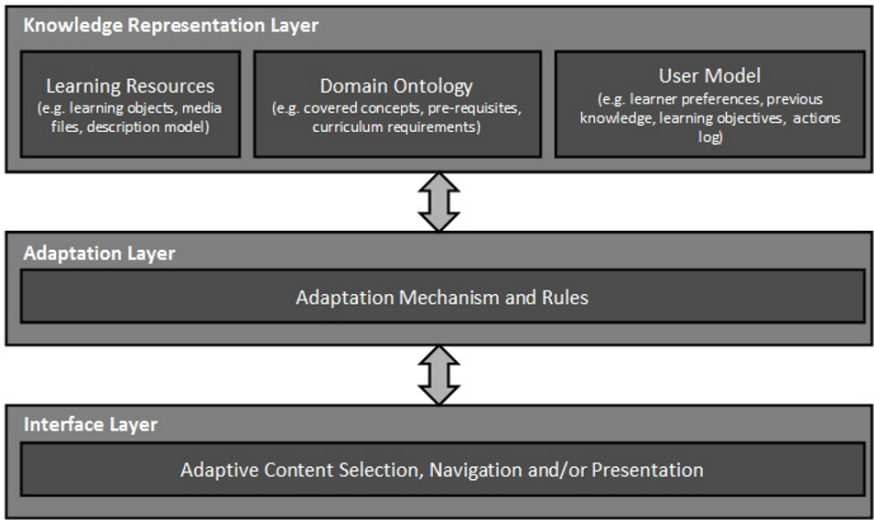 Knowledge Representation Layer
Learning Resources
(e.g. learning objects, media
files, description model)
Domain Ontology
(e.g. covered concepts, pre-requisites,
curriculum requirements)
User Model
(e.g. learner preferences, previous
knowledge, learning objectives, actions
log)
Adaptation Layer
Adaptation Mechanism and Rules
Interface Layer
Adaptive Content Selection, Navigation and/or Presentation